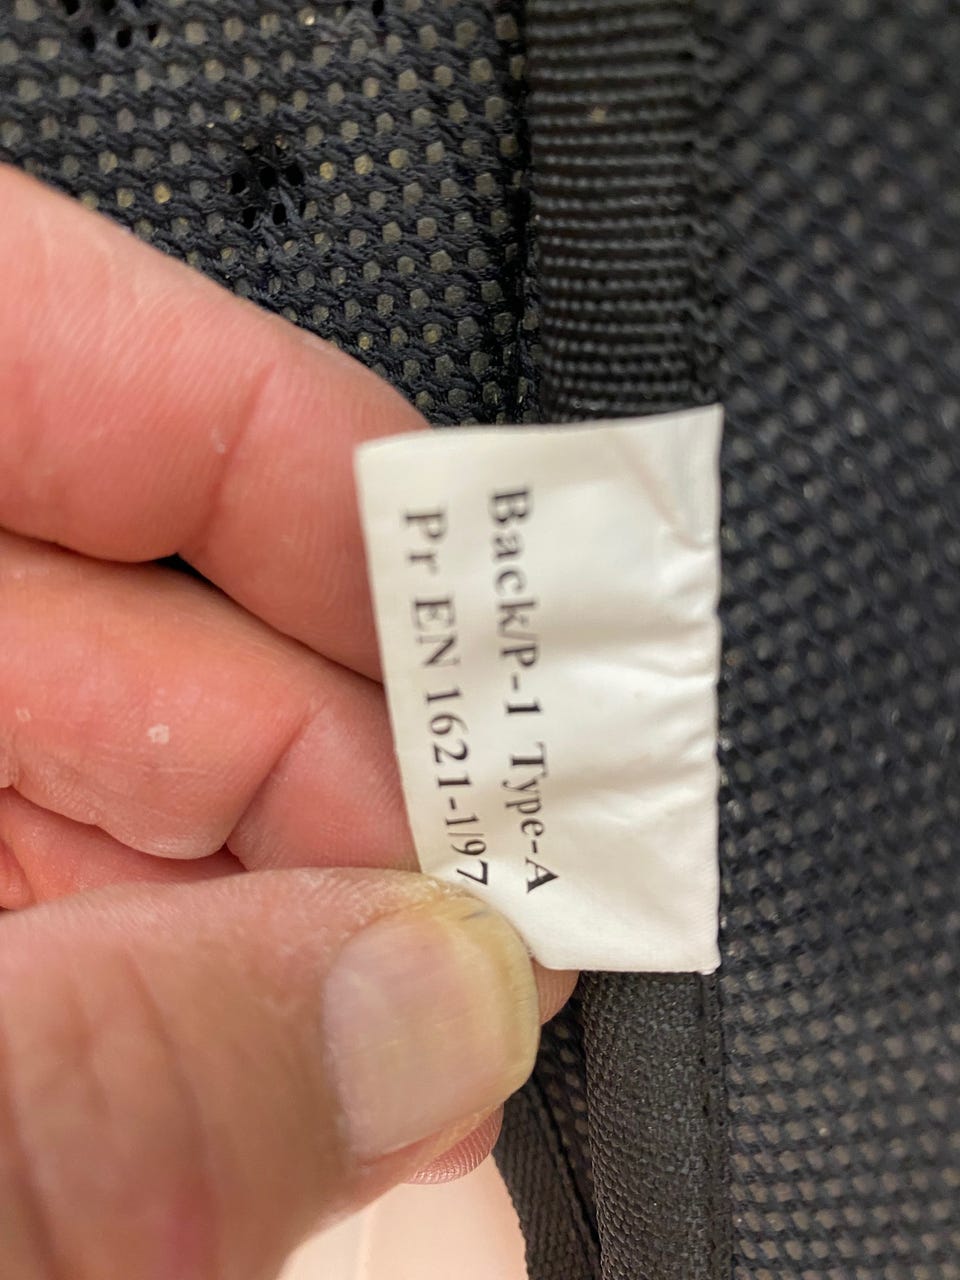 Back/P-1 Type-A
Pr EN 1621-1/97